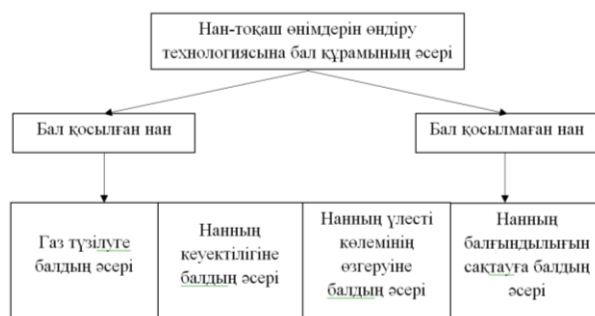 Нан-тоқаш өнімдерін өндіру
технологиясына бал құрамының әсері
Бал қосылған нан
Бал қосылмаған нан
Газ түзілуге
балдың әсері
Нанның
кеуектілігіне
балдың әсері
Нанның үлесті
көлемінің
өзгеруіне
балдың әсері
Нанның
балғындылығын
сақтауға балдың
әсері